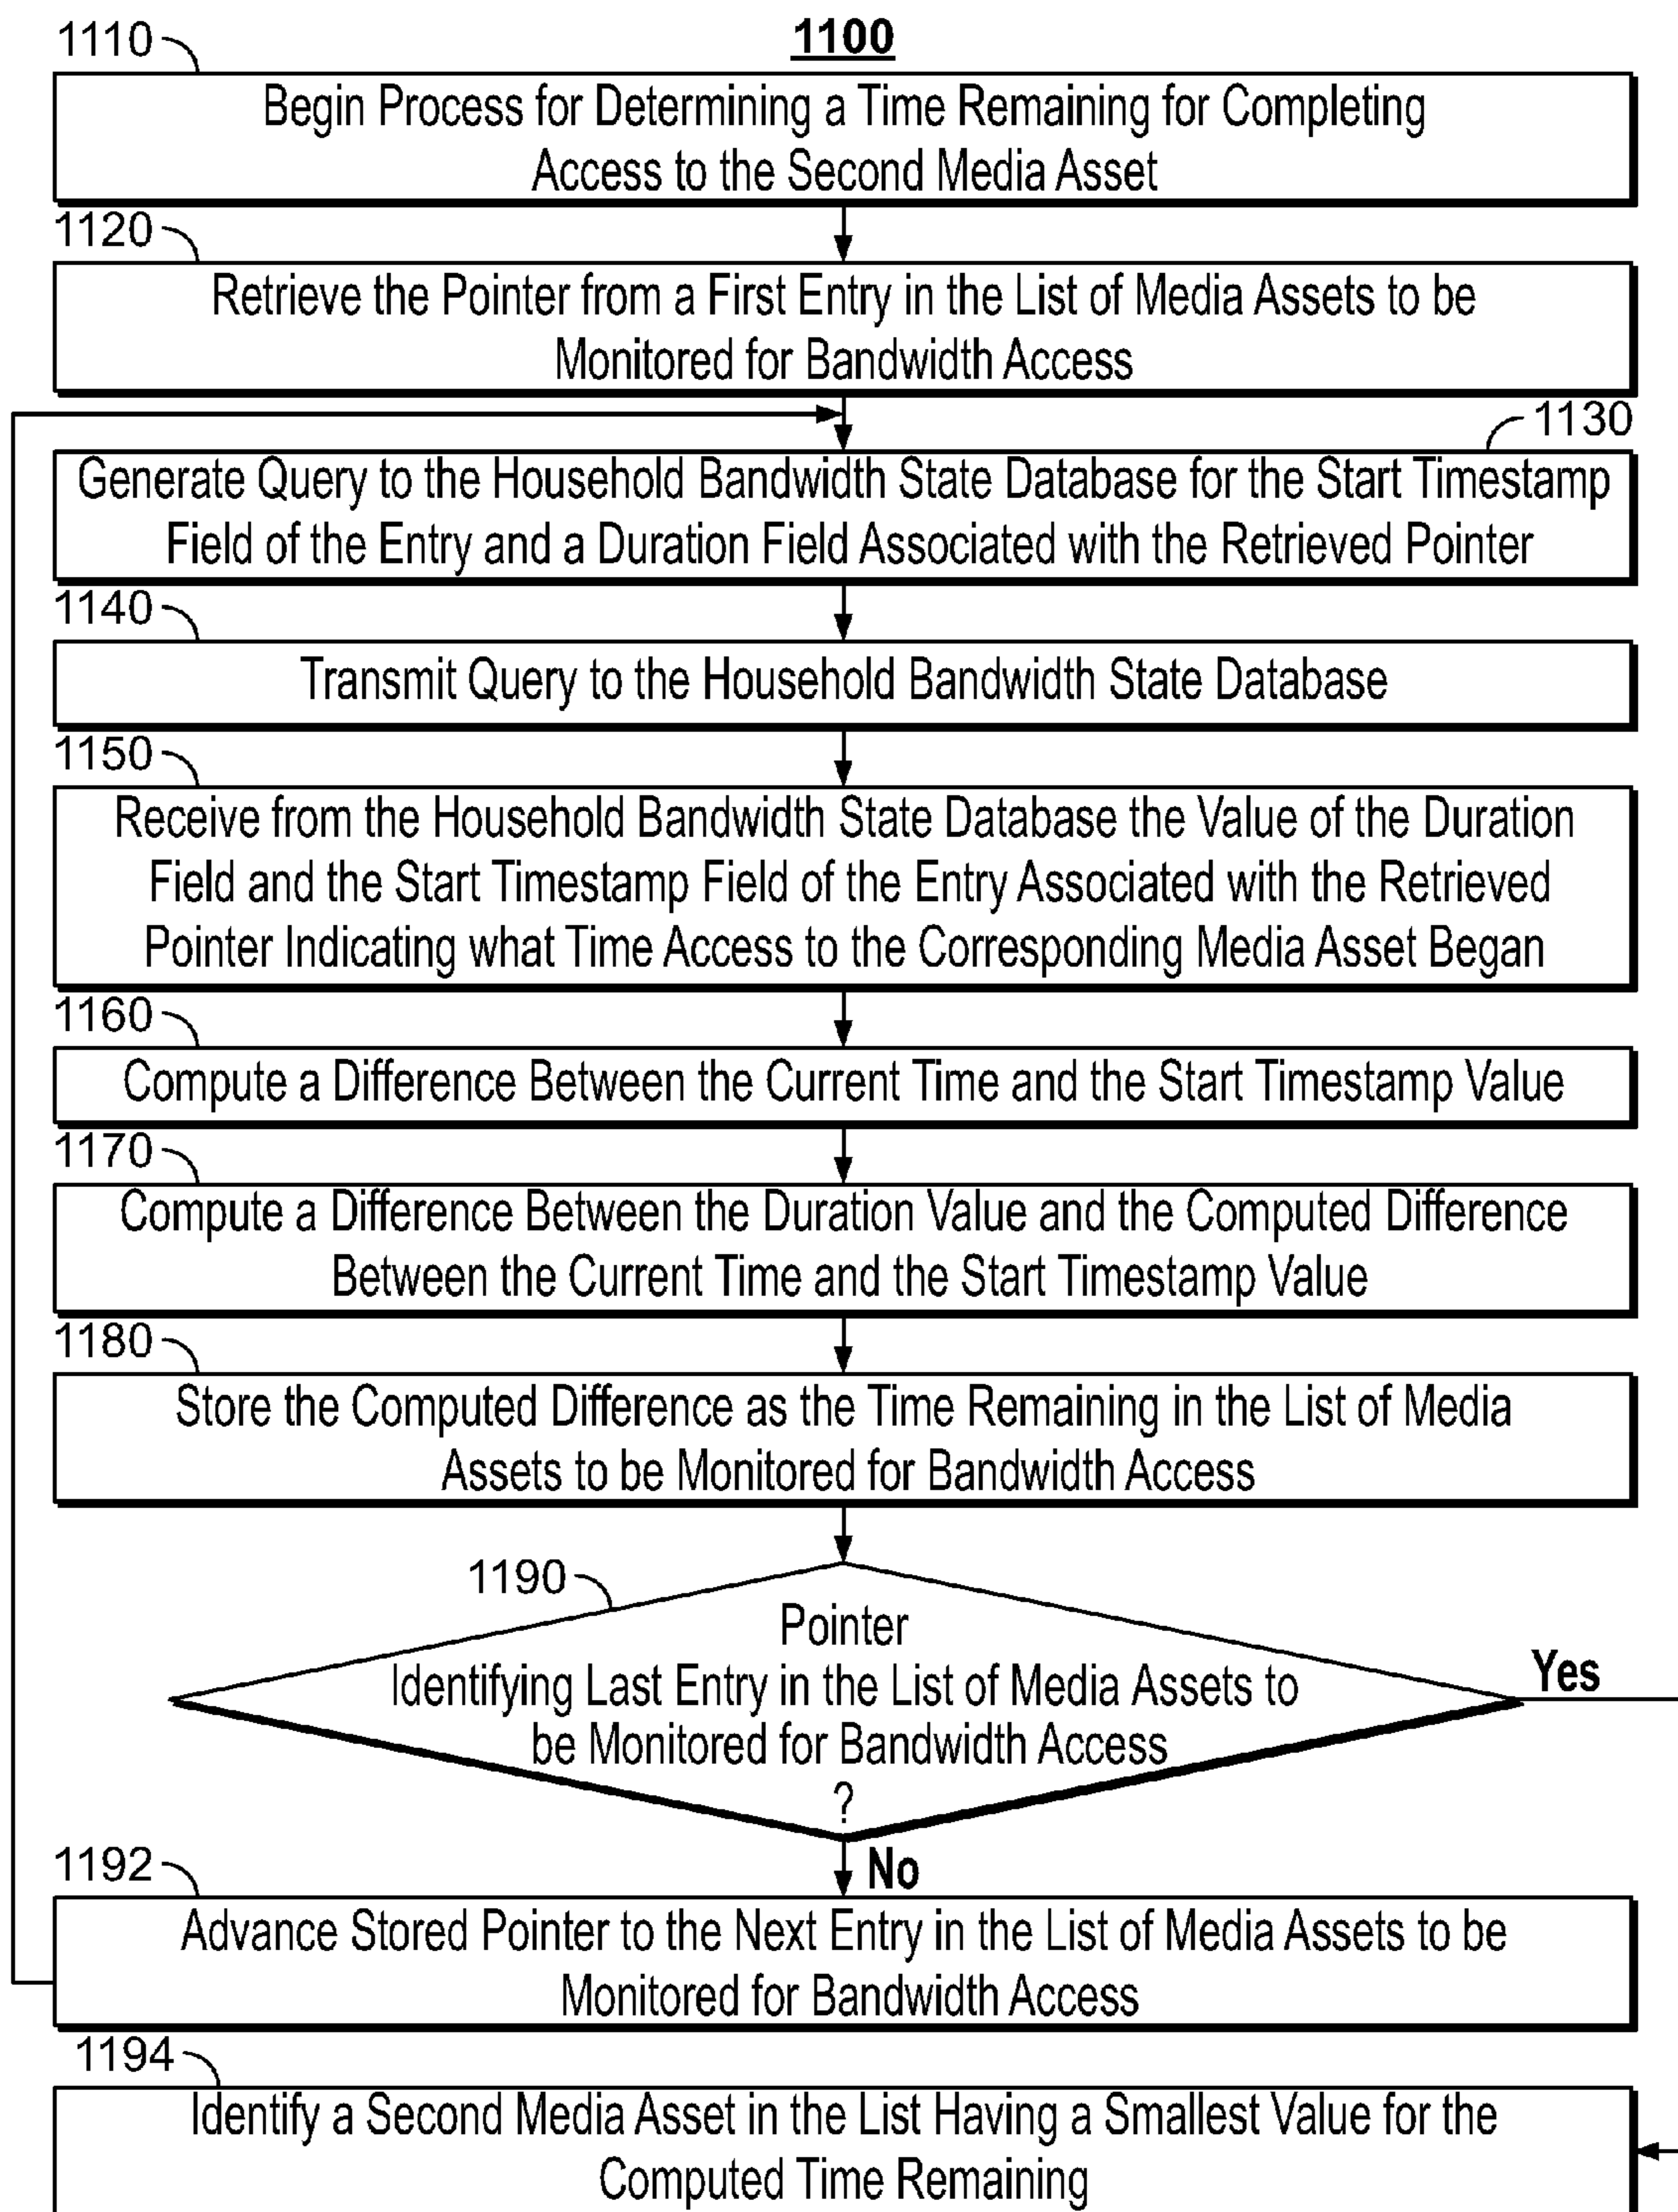 1100
1110
Begin Process for Determining a Time Remaining for Completing
Access to the Second Media Asset
1120
Retrieve the Pointer from a First Entry in the List of Media Assets to be
Monitored for Bandwidth Access
1130
Generate Query to the Household Bandwidth State Database for the Start Timestamp
Field of the Entry and a Duration Field Associated with the Retrieved Pointer
1140
Transmit Query to the Household Bandwidth State Database
1150
Receive from the Household Bandwidth State Database the Value of the Duration
Field and the Start Timestamp Field of the Entry Associated with the Retrieved
Pointer Indicating what Time Access to the Corresponding Media Asset Began
1160
Compute a Difference Between the Current Time and the Start Timestamp Value
1170
Compute a Difference Between the Duration Value and the Computed Difference
Between the Current Time and the Start Timestamp Value
1180
Store the Computed Difference as the Time Remaining in the List of Media
Assets to be Monitored for Bandwidth Access
1190
Pointer
Identifying Last Entry in the List of Media Assets to
be Monitored for Bandwidth Access
?
Yes
No
1192
Advance Stored Pointer to the Next Entry in the List of Media Assets to be
Monitored for Bandwidth Access
1194
Identify a Second Media Asset in the List Having a Smallest Value for the
Computed Time Remaining